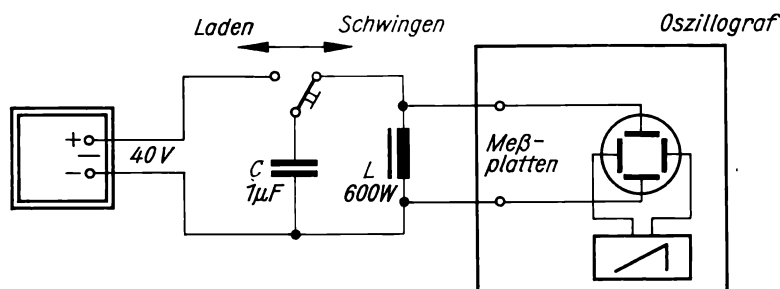 Oszillograf
Laden Schwingen
+
40V
–
C
1µF
L
600W
Meß-
platten